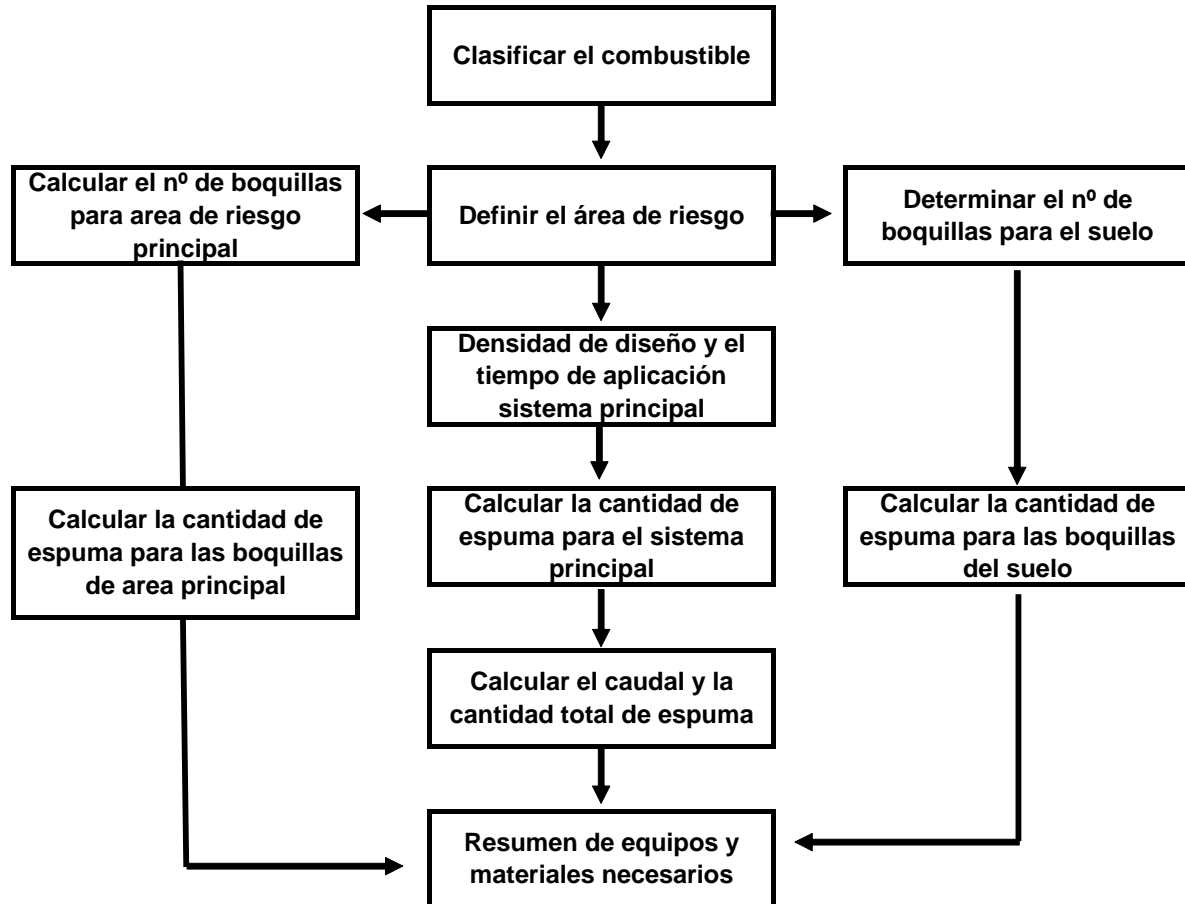 Clasificar el combustible
Calcular el nº de boquillas
para area de riesgo
principal
Definir el área de riesgo
Determinar el nº de
boquillas para el suelo
Densidad de diseño y el
tiempo de aplicación
sistema principal
Calcular la cantidad de
espuma para las boquillas
de area principal
Calcular la cantidad de
espuma para el sistema
principal
Calcular la cantidad de
espuma para las boquillas
del suelo
Calcular el caudal y la
cantidad total de espuma
Resumen de equipos y
materiales necesarios